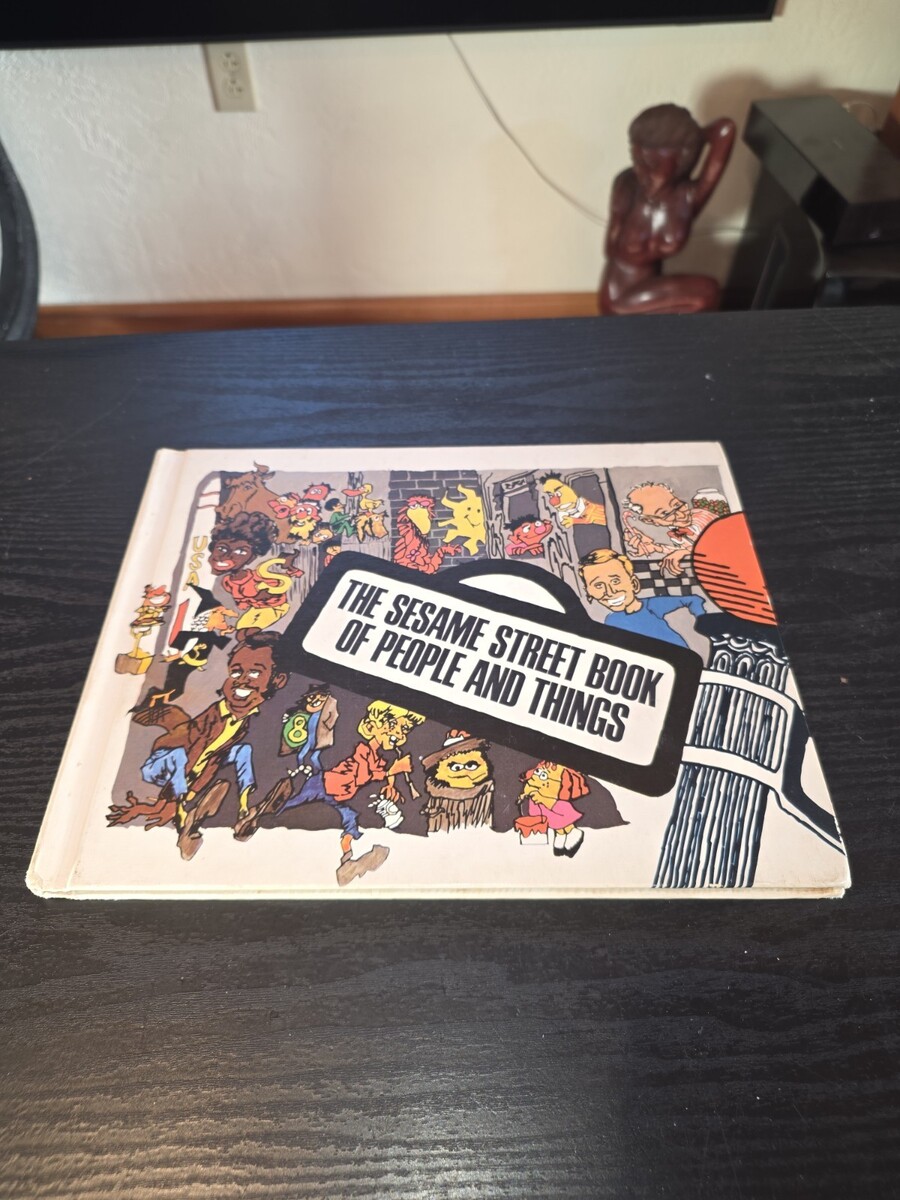 THE SESAME STREET BOOK
OF PEOPLE AND THINGS
USA
S
8